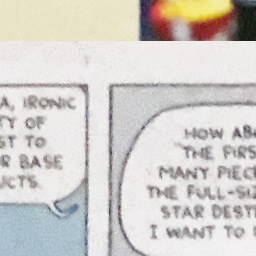 A, IRONIC
TY OF
ST TO
R BASE
UCTS.
HOW AB
THE FIRS
MANY PIEC
THE FULL-SIZ
STAR DEST
I WANT TO